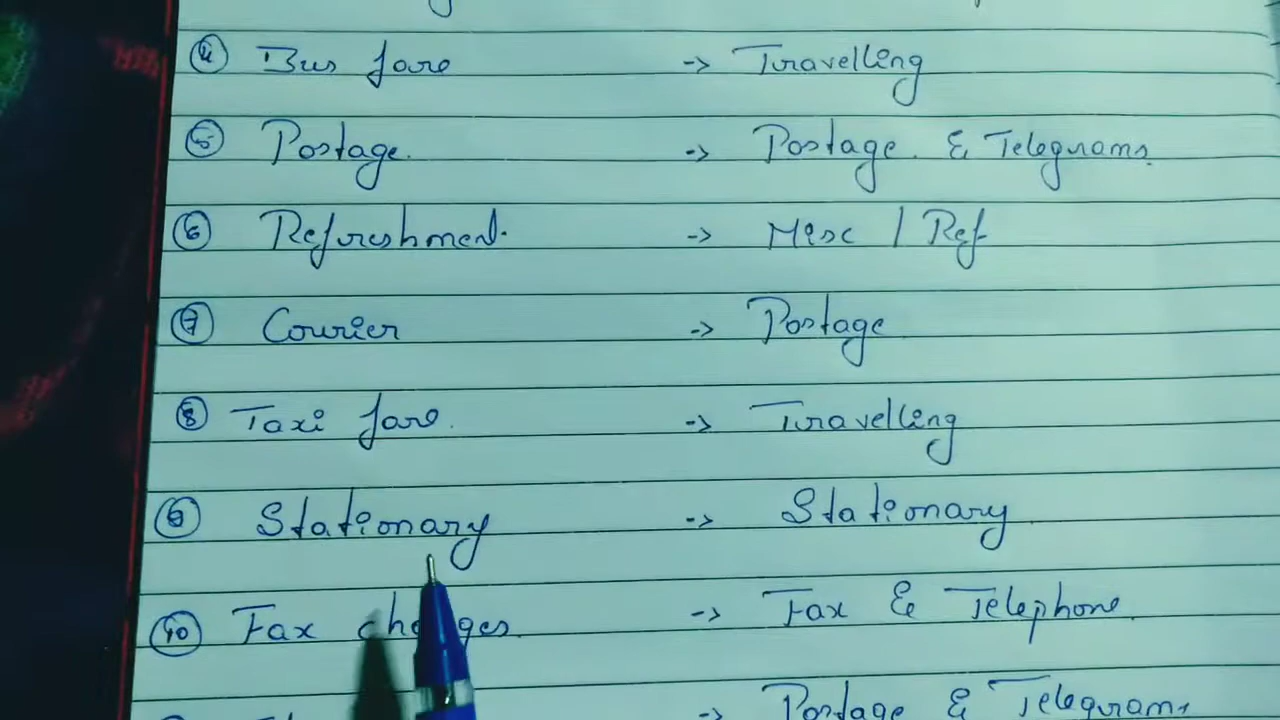 ④ Bus fare -> Travelling
⑤ Postage. -> Postage & Telegrams.
⑥ Refreshment. -> Misc / Ref
⑦ Courier -> Postage
⑧ Taxi fare. -> Travelling
⑨ Stationary -> Stationary
⑩ Fax -> Fax & Telephone
-> Postage & Telegrams